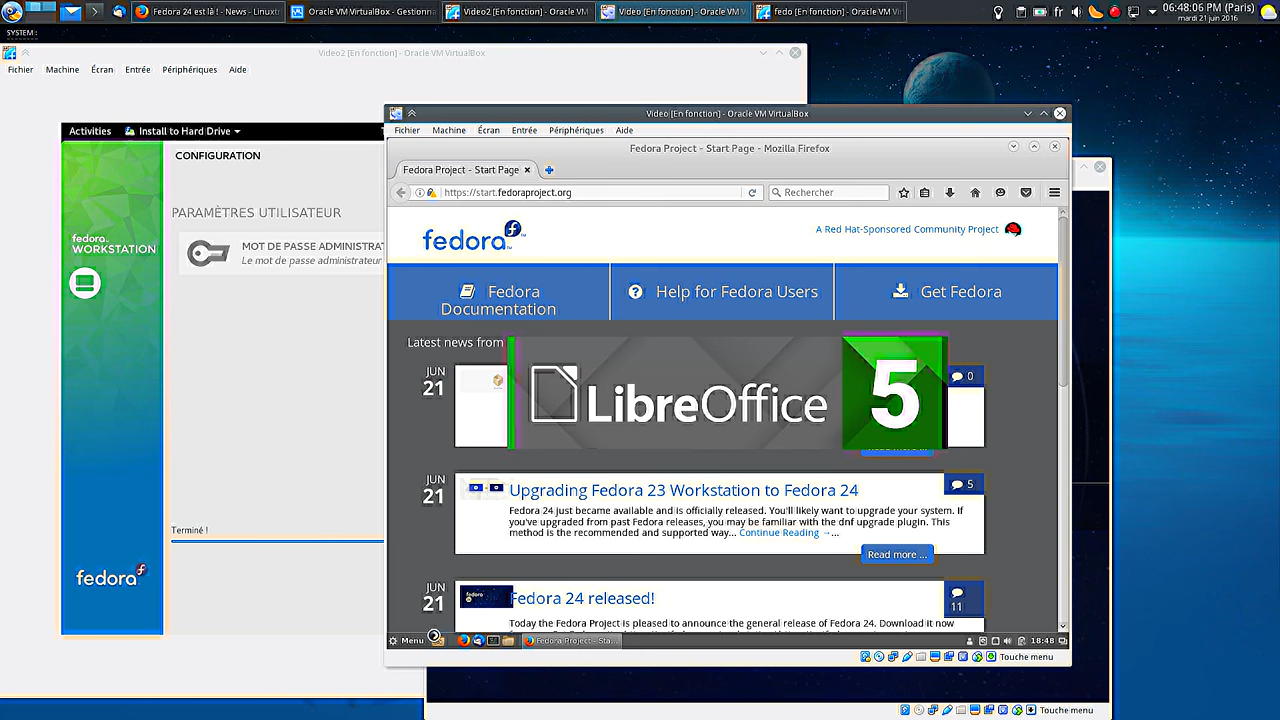 Fedora 24 est là ! - News - Linuxtr
Oracle VM VirtualBox - Gestionna
Video2 [En fonction] - Oracle VM
Video [En fonction] - Oracle VM
fedo [En fonction] - Oracle VM Vi
fr
06:48:06 PM (Paris)
mardi 21 juin 2016
SYSTEM :
Video2 [En fonction] - Oracle VM VirtualBox
Fichier Machine Écran Entrée Périphériques Aide
Activities
Install to Hard Drive
CONFIGURATION
PARAMÈTRES UTILISATEUR
MOT DE PASSE ADMINISTRAT
Le mot de passe administrateur
fedora
WORKSTATION
Terminé !
fedora
Video [En fonction] - Oracle VM VirtualBox
Fichier Machine Écran Entrée Périphériques Aide
Fedora Project - Start Page - Mozilla Firefox
Fedora Project - Start Page
https://start.fedoraproject.org
Rechercher
fedora
A Red Hat-Sponsored Community Project
Fedora Documentation
Help for Fedora Users
Get Fedora
Latest news from
LibreOffice 5
JUN
21
0
JUN
21
Upgrading Fedora 23 Workstation to Fedora 24
5
Fedora 24 just became available and is officially released. You'll likely want to upgrade your system. If
you've upgraded from past Fedora releases, you may be familiar with the dnf upgrade plugin. This
method is the recommended and supported way... Continue Reading →...
Read more ...
JUN
21
Fedora 24 released!
11
Today the Fedora Project is pleased to announce the general release of Fedora 24. Download it now
Menu
Fedora Project - Sta...
18:48
Touche menu
Touche menu